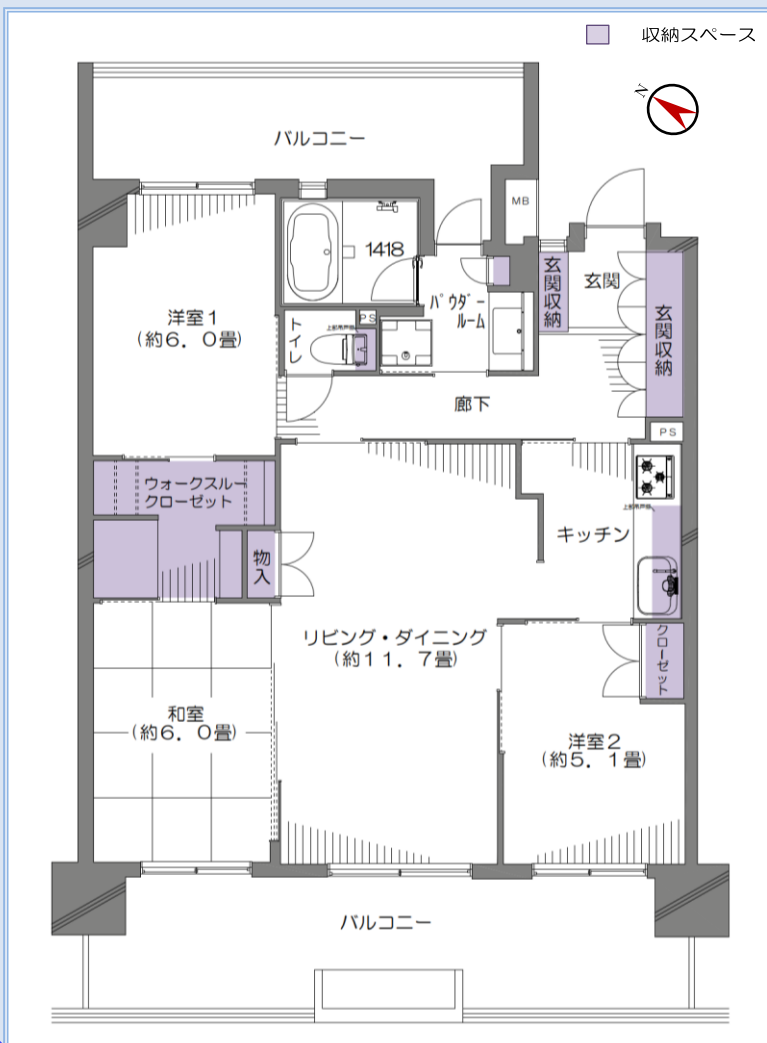 収納スペース
N
バルコニー
MB
1418
玄関収納
玄関
玄関収納
パウダー
ルーム
洋室1
(約6.0畳)
トイレ
PS
廊下
PS
ウォークスルー
クローゼット
キッチン
物入
リビング・ダイニング
(約11.7畳)
クローゼット
和室
(約6.0畳)
洋室2
(約5.1畳)
バルコニー